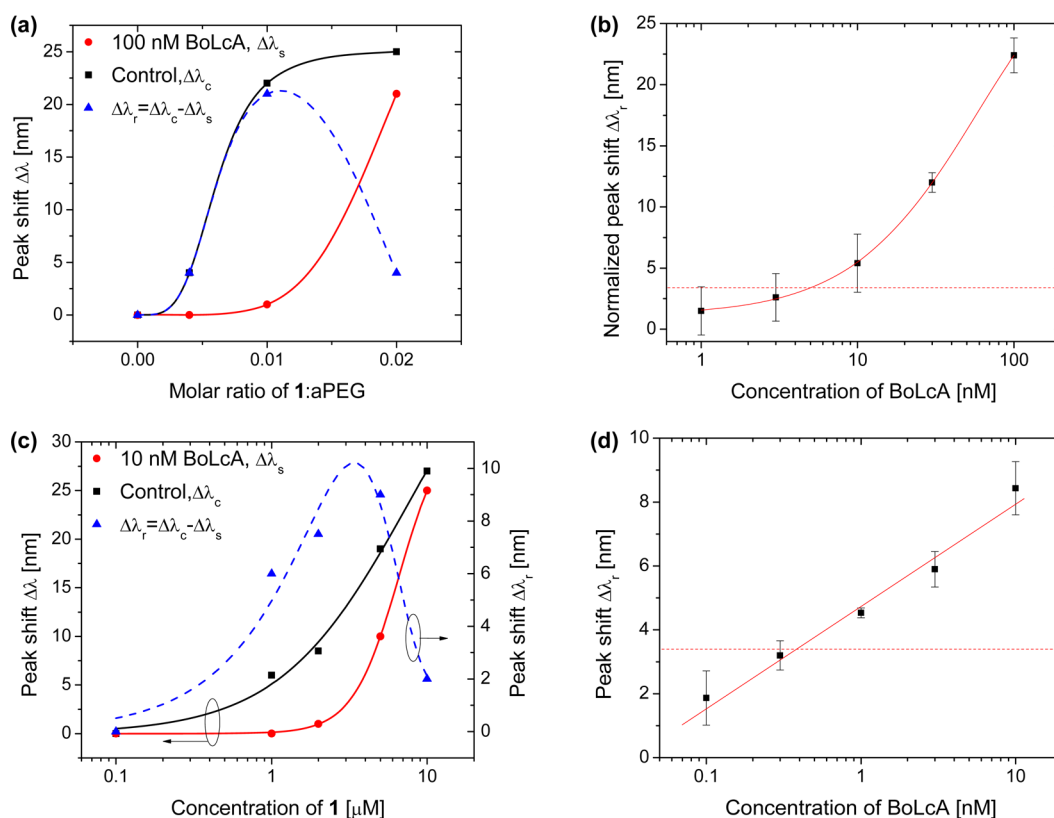 (a)
100 nM BoLcA, Δλs
Control,Δλc
Δλr=Δλc-Δλs
Peak shift Δλ [nm]
30
25
20
15
10
5
0
0.00 0.01 0.02
Molar ratio of 1:aPEG
(b)
Normalized peak shift Δλr [nm]
25
20
15
10
5
0
1 10 100
Concentration of BoLcA [nM]
(c)
10 nM BoLcA, Δλs
Control,Δλc
Δλr=Δλc-Δλs
Peak shift Δλ [nm]
30
25
20
15
10
5
0
10
8
6
4
2
0
Peak shift Δλr [nm]
0.1 1 10
Concentration of 1 [μM]
(d)
Peak shift Δλr [nm]
10
8
6
4
2
0
0.1 1 10
Concentration of BoLcA [nM]